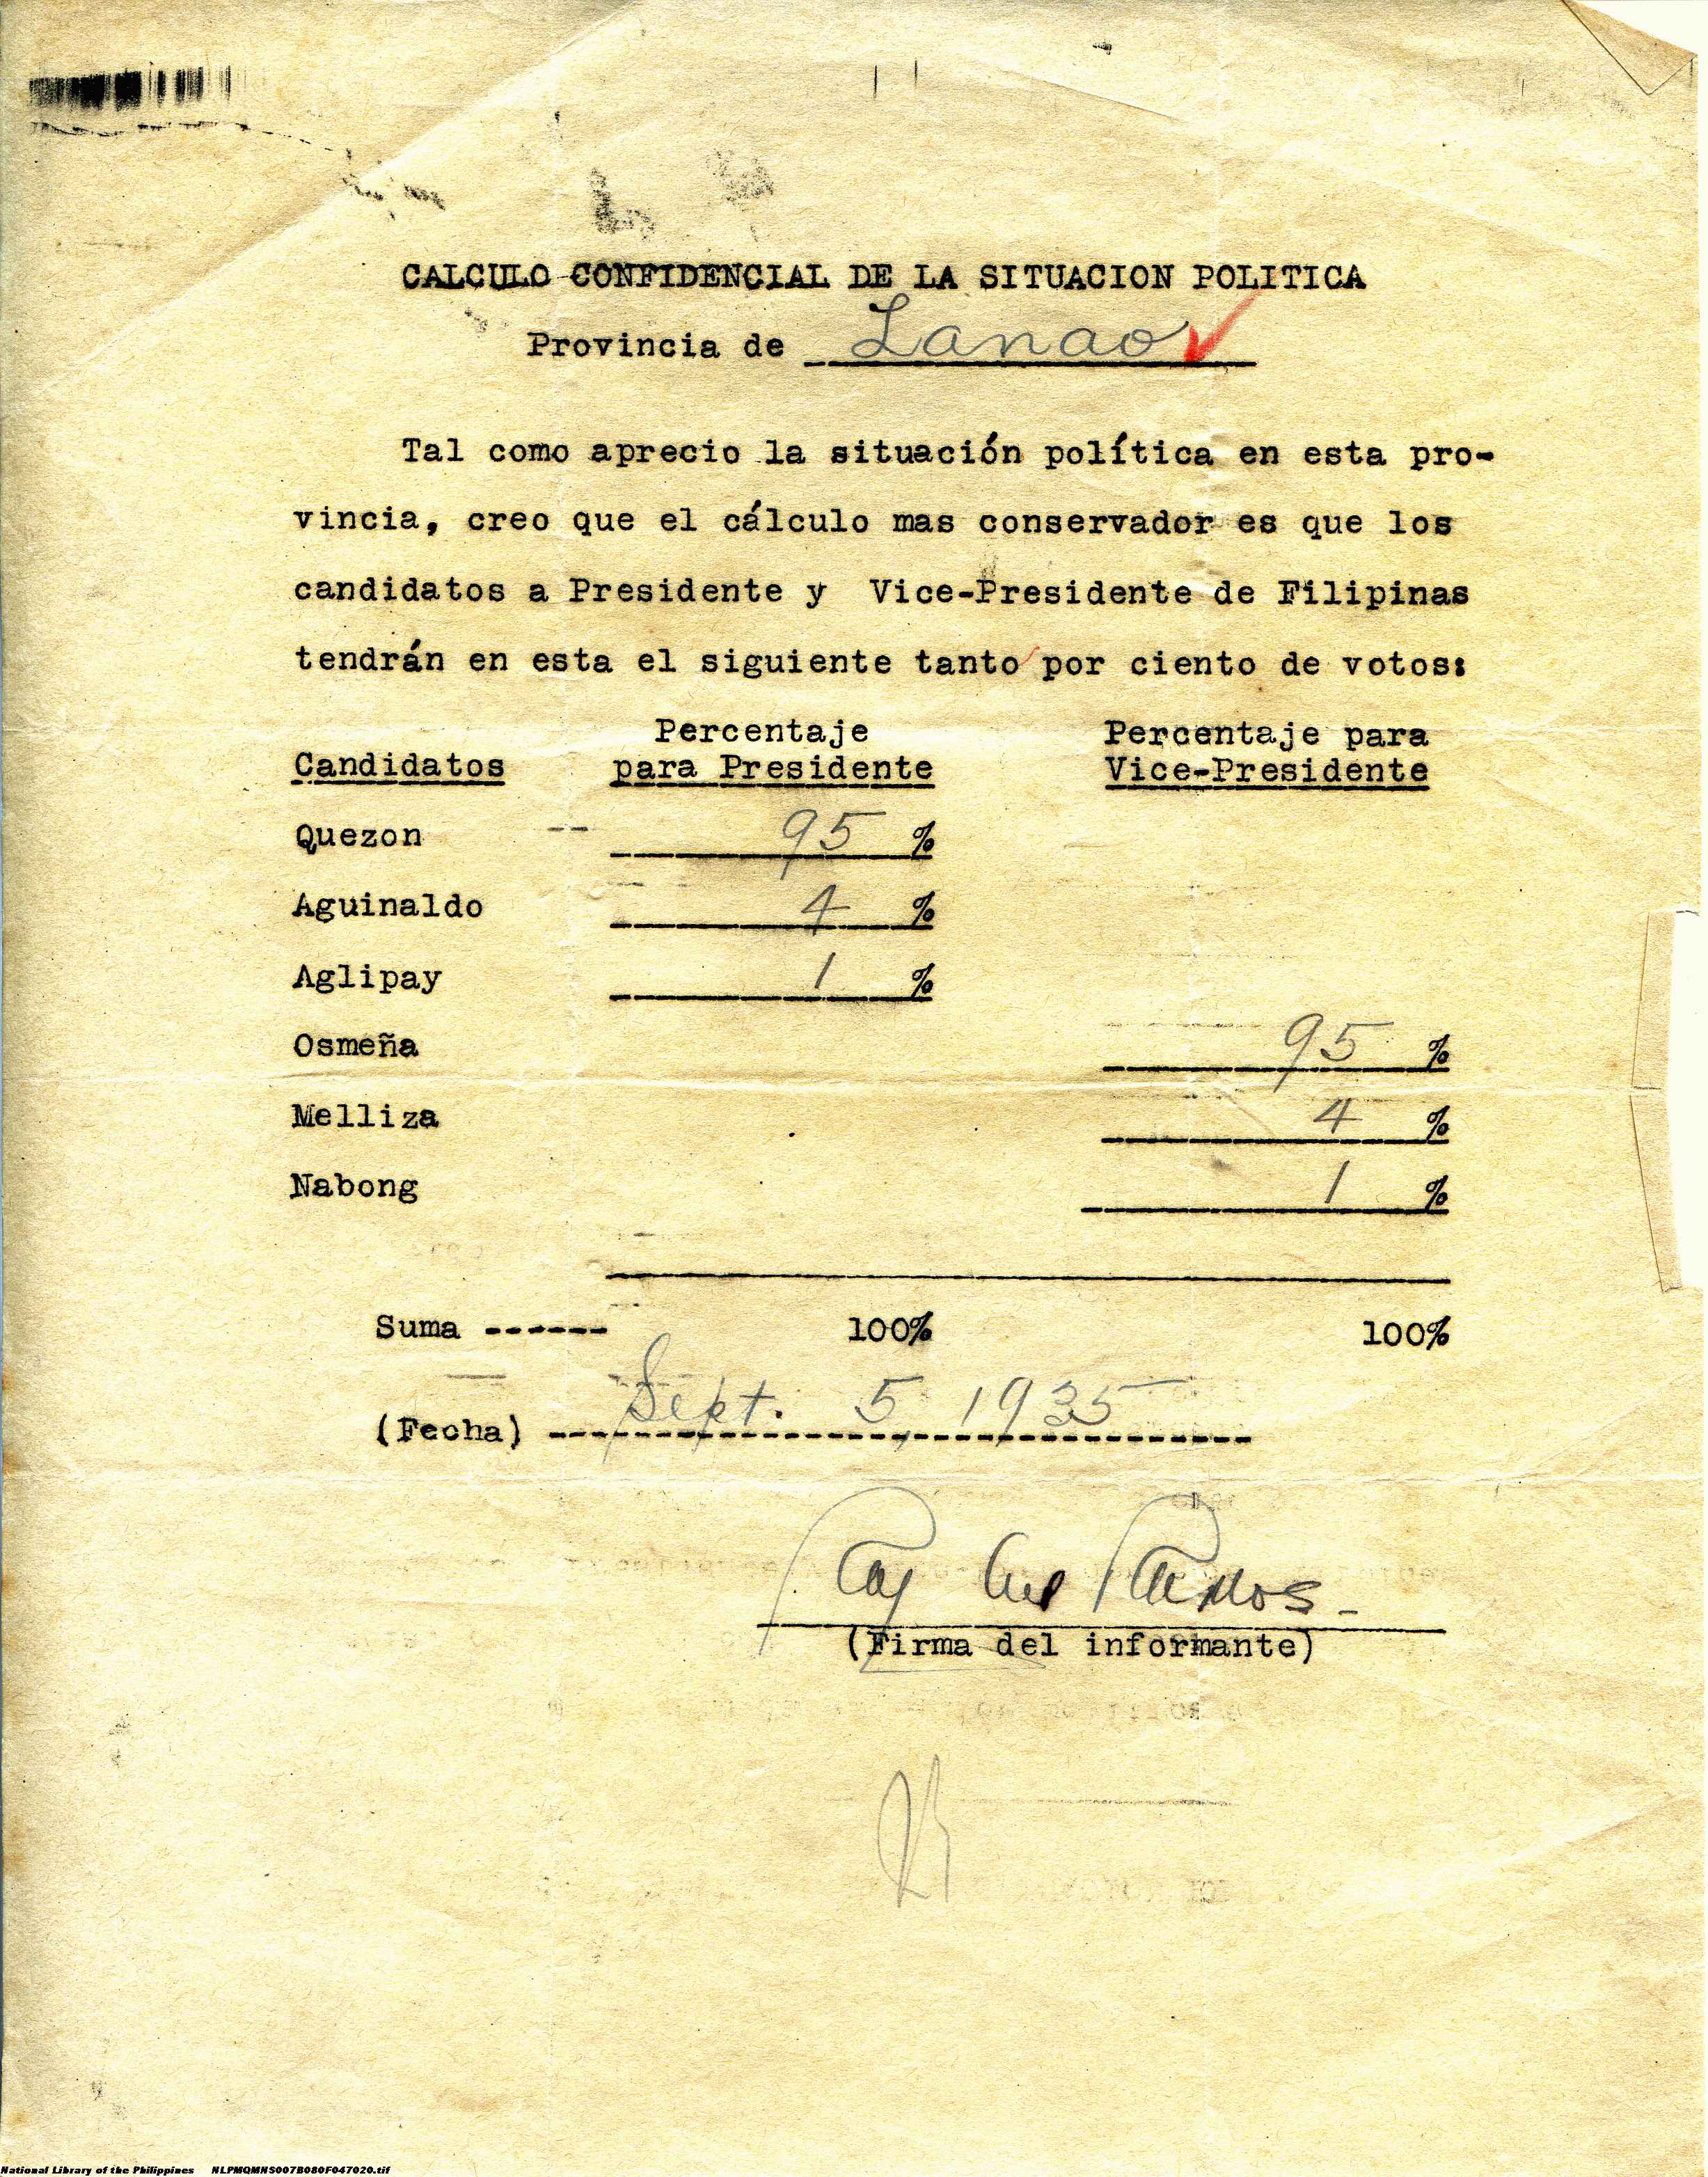 CALCULO CONFIDENCIAL DE LA SITUACION POLITICA
Provincia de Lanao
Tal como aprecio la situación política en esta pro-
vincia, creo que el cálculo mas conservador es que los
candidatos a Presidente y Vice-Presidente de Filipinas
tendrán en esta el siguiente tanto por ciento de votos:
Percentaje Percentaje para
Candidatos para Presidente Vice-Presidente
Quezon -- 95 %
Aguinaldo 4 %
Aglipay 1 %
Osmeña 95 %
Melliza 4 %
Nabong 1 %
Suma ------ 100% 100%
(Fecha) Sept. 5, 1935
Ramos
(Firma del informante)
National Library of the Philippines NLPMQMNS007B080F047020.tif